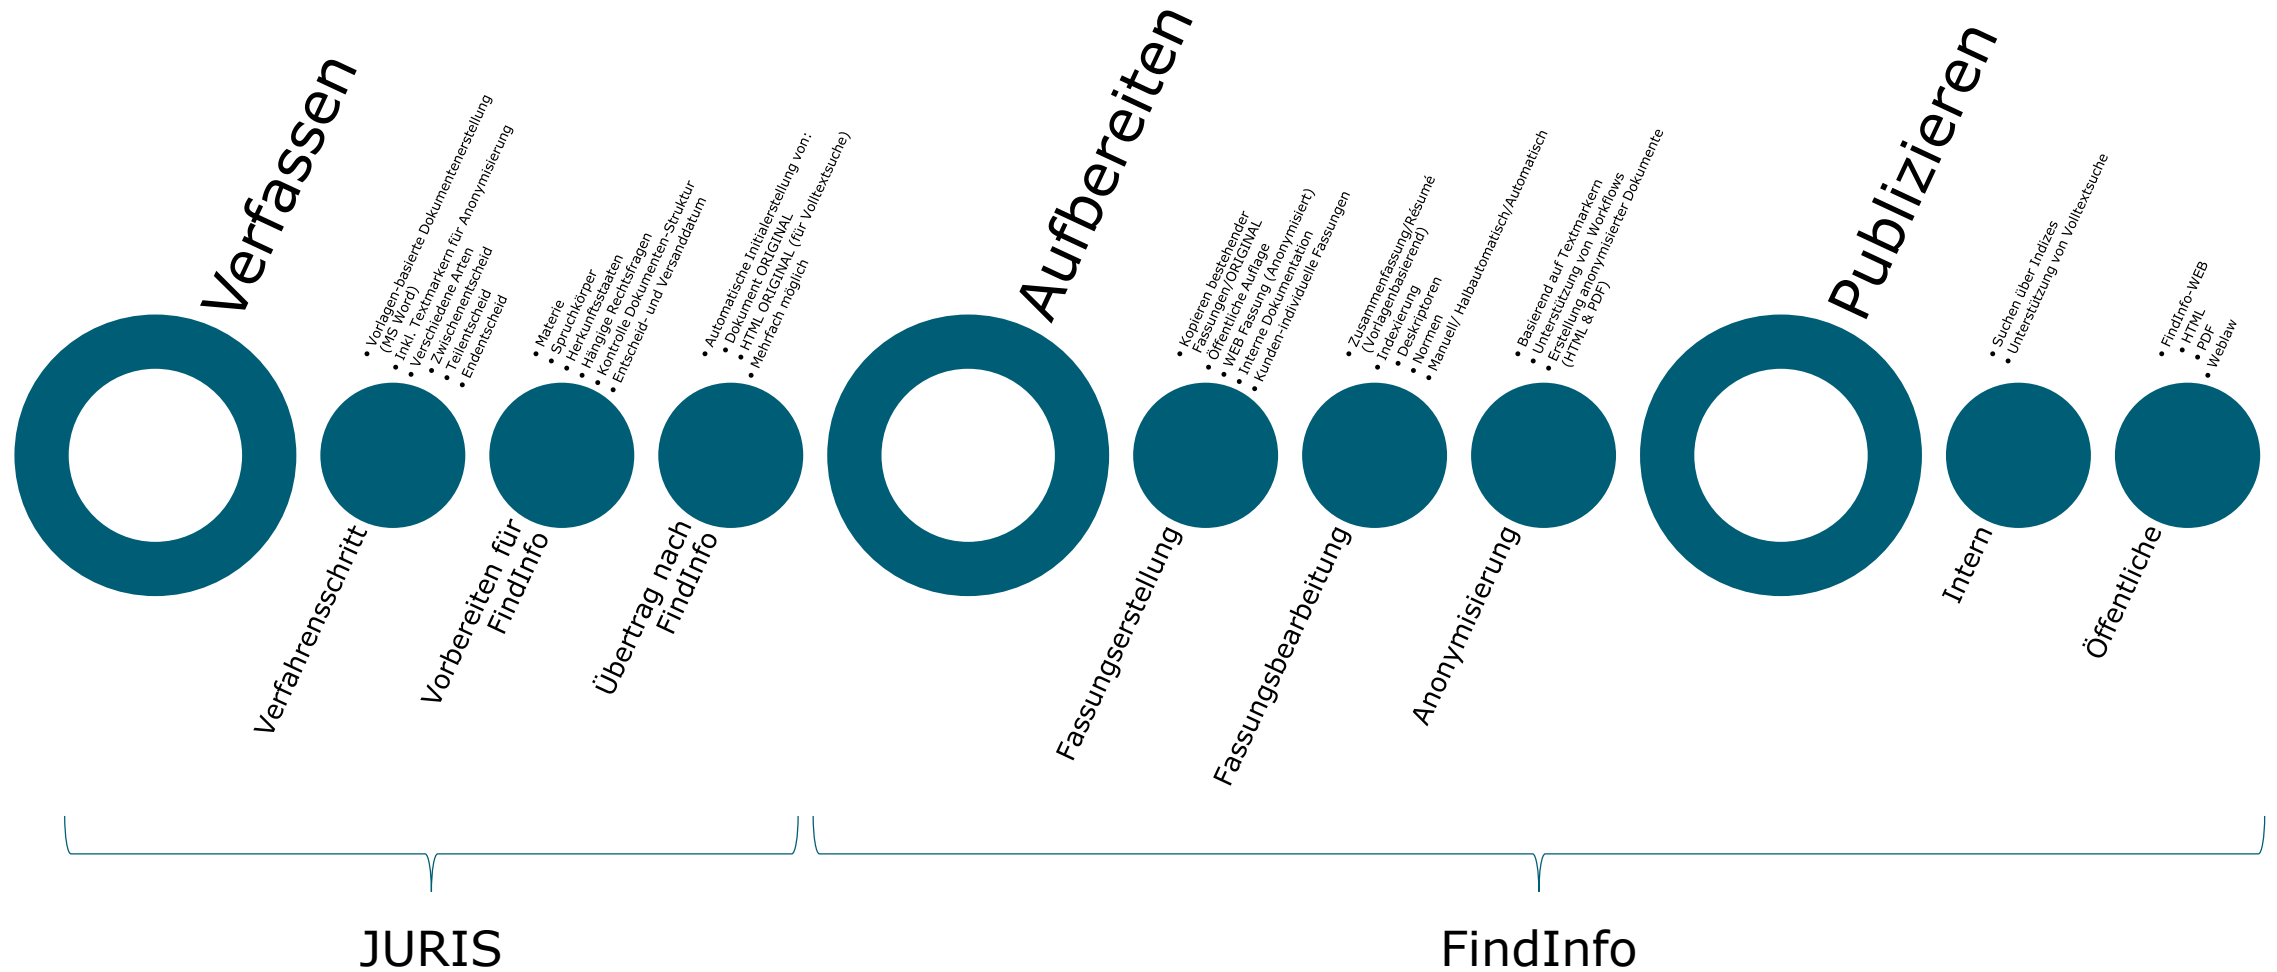 Verfassen
• Vorlagen-basierte Dokumentenerstellung
(MS Word)
• Inkl. Textmarkern für Anonymisierung
• Verschiedene Arten
• Zwischenentscheid
• Teilentscheid
• Endentscheid
Verfahrensschritt
• Materie
• Spruchkörper
• Herkunftsstaaten
• Hängige Rechtsfragen
• Kontrolle Dokumenten-Struktur
• Entscheid- und Versanddatum
Vorbereiten für
FindInfo
• Automatische Initialerstellung von:
• Dokument ORIGINAL
• HTML ORIGINAL (für Volltextsuche)
• Mehrfach möglich
Übertrag nach
FindInfo
Aufbereiten
• Kopieren bestehender
Fassungen/ORIGINAL
• Öffentliche Auflage
• WEB Fassung (Anonymisiert)
• Interne Dokumentation
• Kunden-individuelle Fassungen
Fassungserstellung
• Zusammenfassung/Résumé
(Vorlagenbasierend)
• Indexierung
• Deskriptoren
• Normen
• Manuell/ Halbautomatisch/Automatisch
Fassungsbearbeitung
• Basierend auf Textmarkern
• Unterstützung von Workflows
• Erstellung anonymisierter Dokumente
(HTML & PDF)
Anonymisierung
Publizieren
• Suchen über Indizes
• Unterstützung von Volltextsuche
Intern
• FindInfo-WEB
• HTML
• PDF
• Weblaw
Öffentliche
JURIS
FindInfo